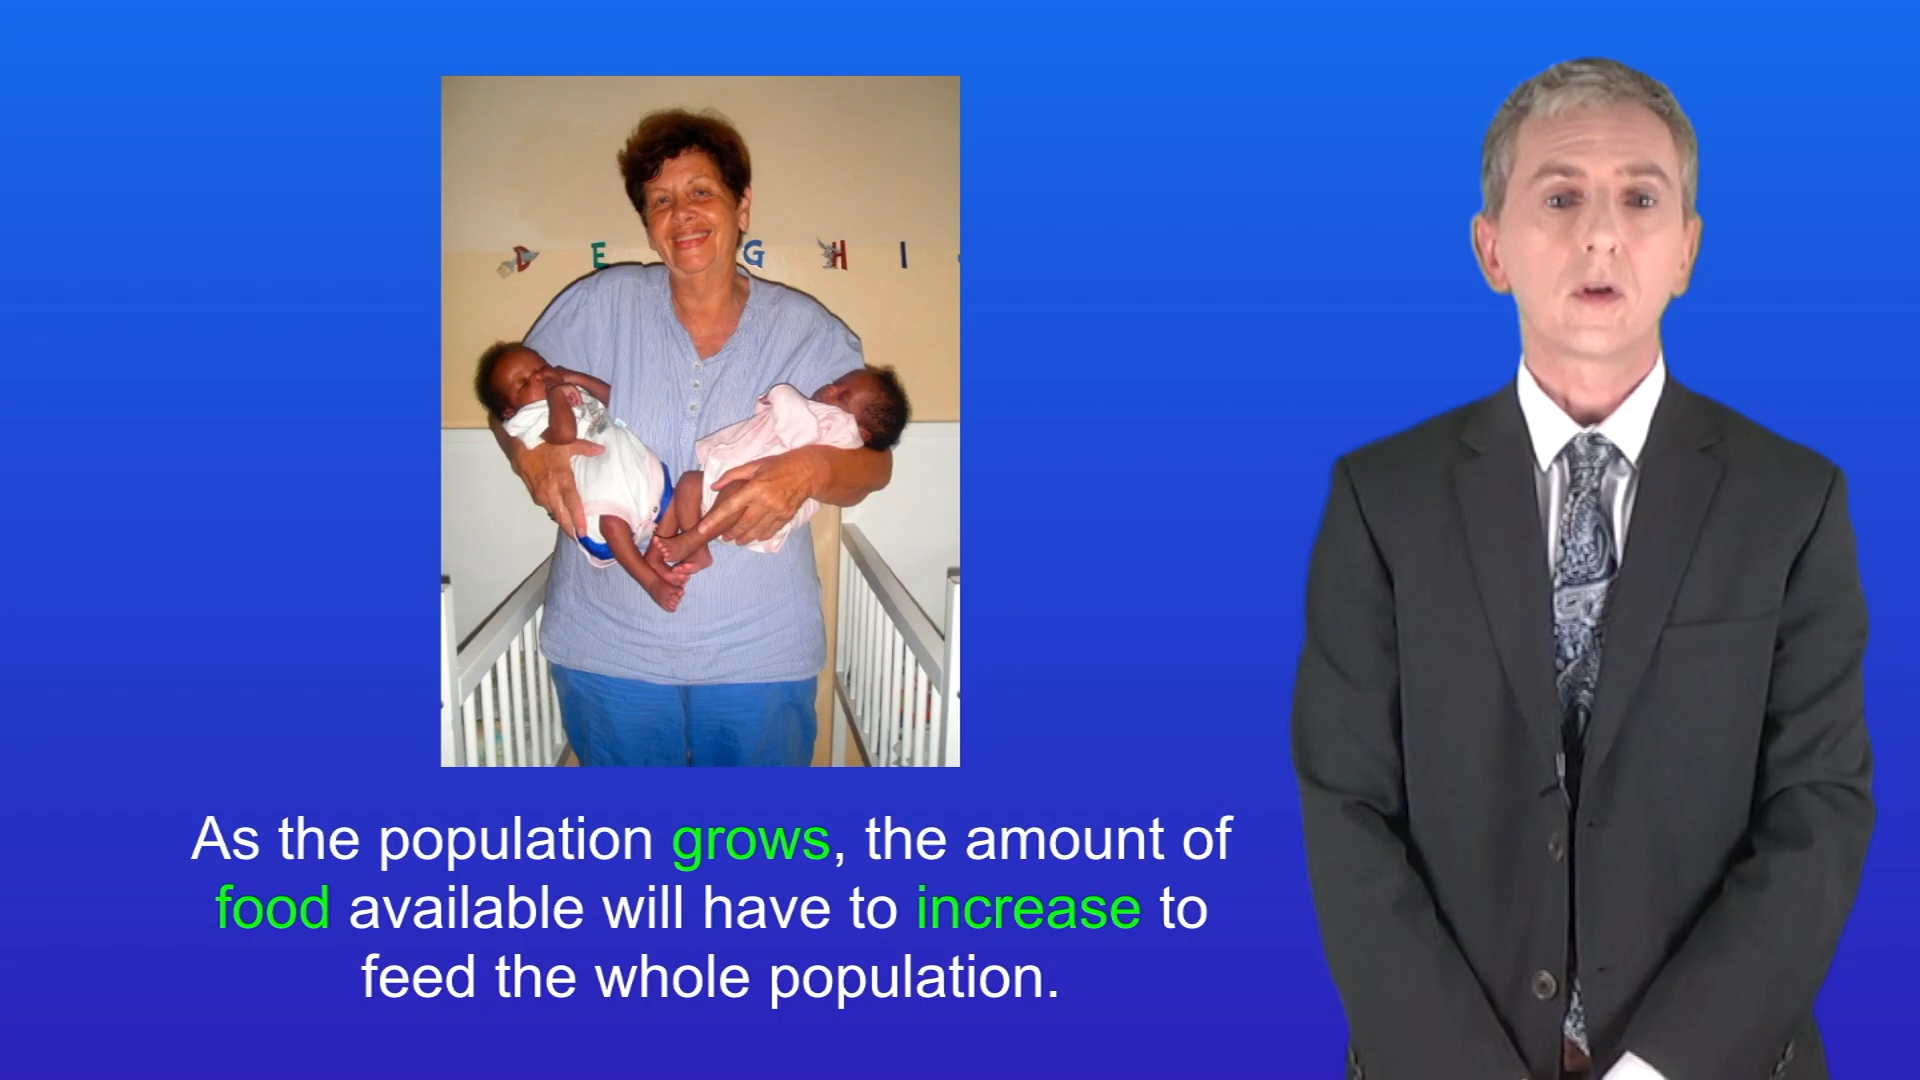 D E G H I
As the population grows, the amount of
food available will have to increase to
feed the whole population.